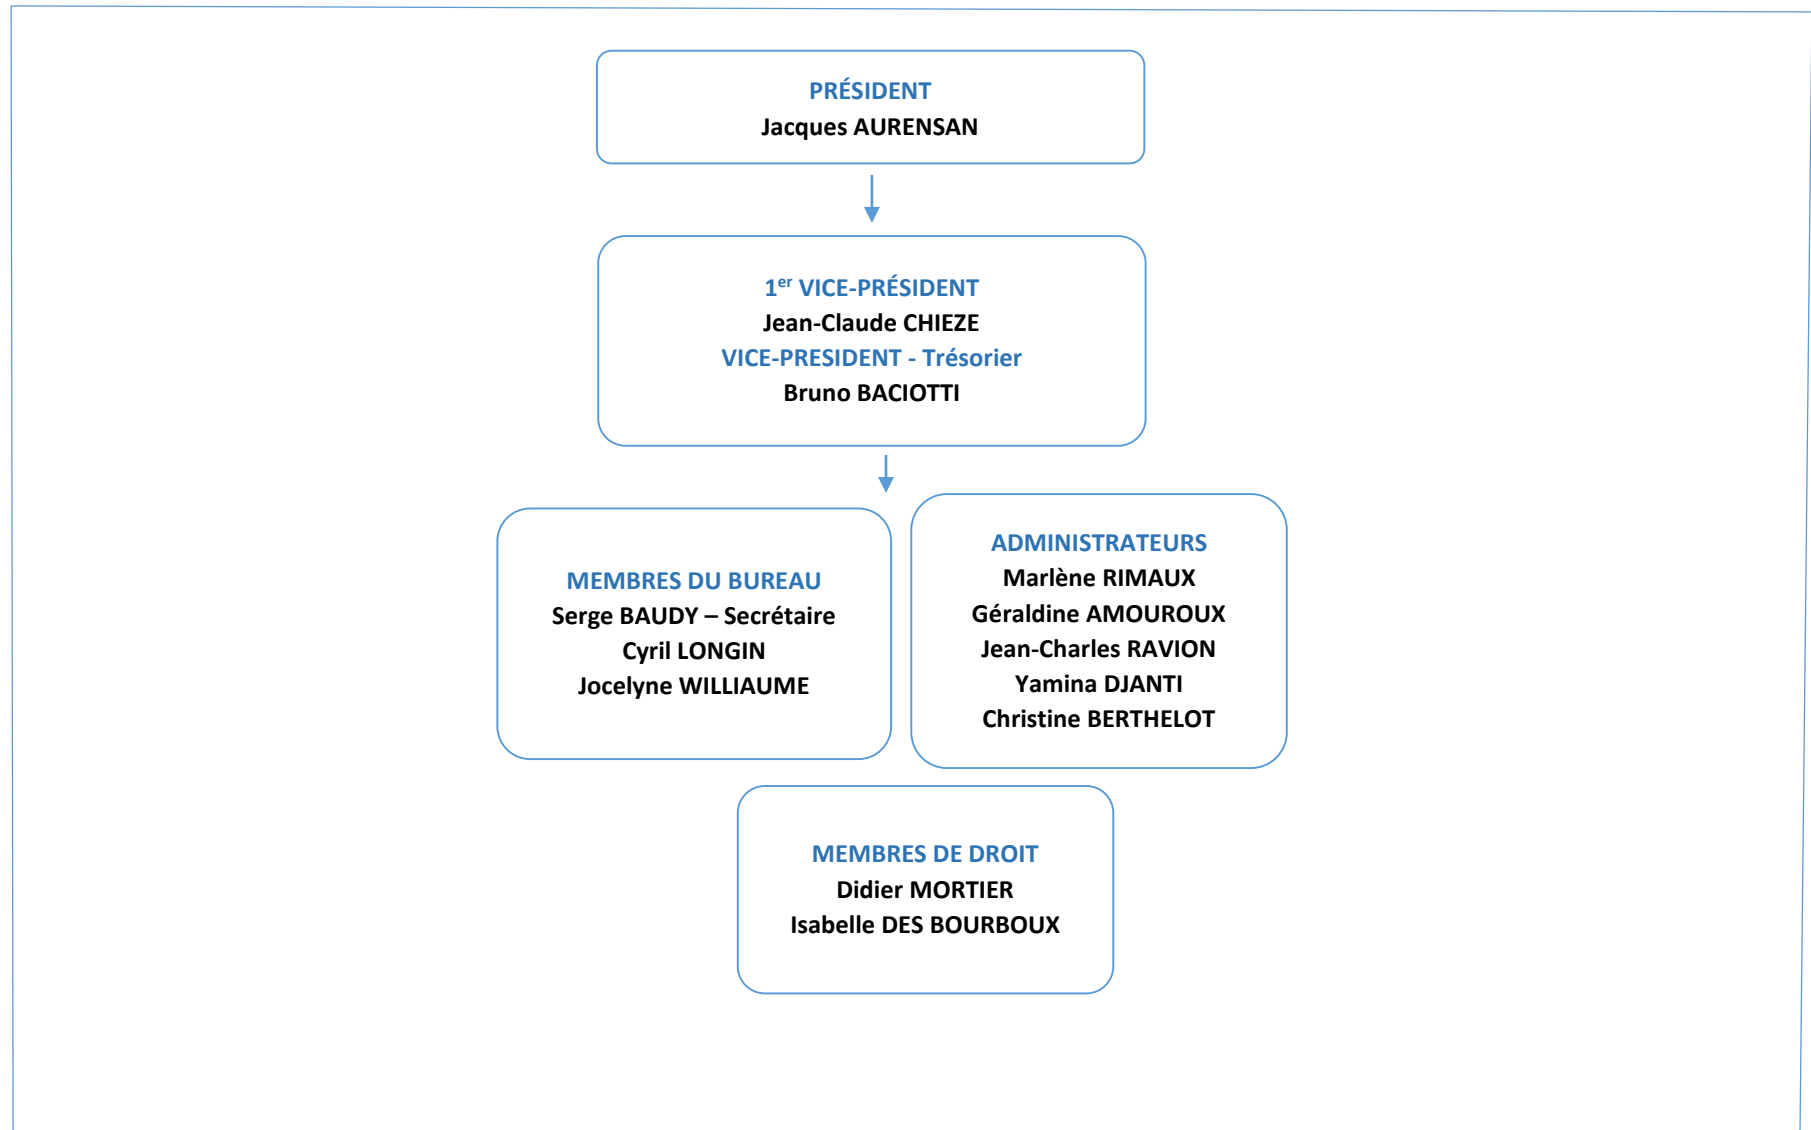 PRÉSIDENT
Jacques AURENSAN
1er VICE-PRÉSIDENT
Jean-Claude CHIEZE
VICE-PRESIDENT - Trésorier
Bruno BACIOTTI
MEMBRES DU BUREAU
Serge BAUDY – Secrétaire
Cyril LONGIN
Jocelyne WILLIAUME
ADMINISTRATEURS
Marlène RIMAUX
Géraldine AMOUROUX
Jean-Charles RAVION
Yamina DJANTI
Christine BERTHELOT
MEMBRES DE DROIT
Didier MORTIER
Isabelle DES BOURBOUX